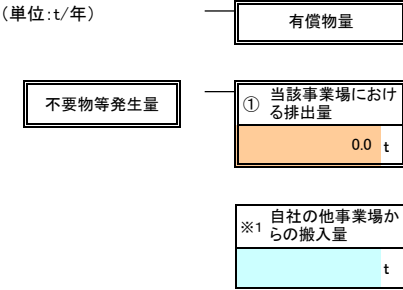 (単位:t/年)
有償物量
不要物等発生量
① 当該事業場におけ
る排出量
0.0 t
※1 自社の他事業場か
らの搬入量
t